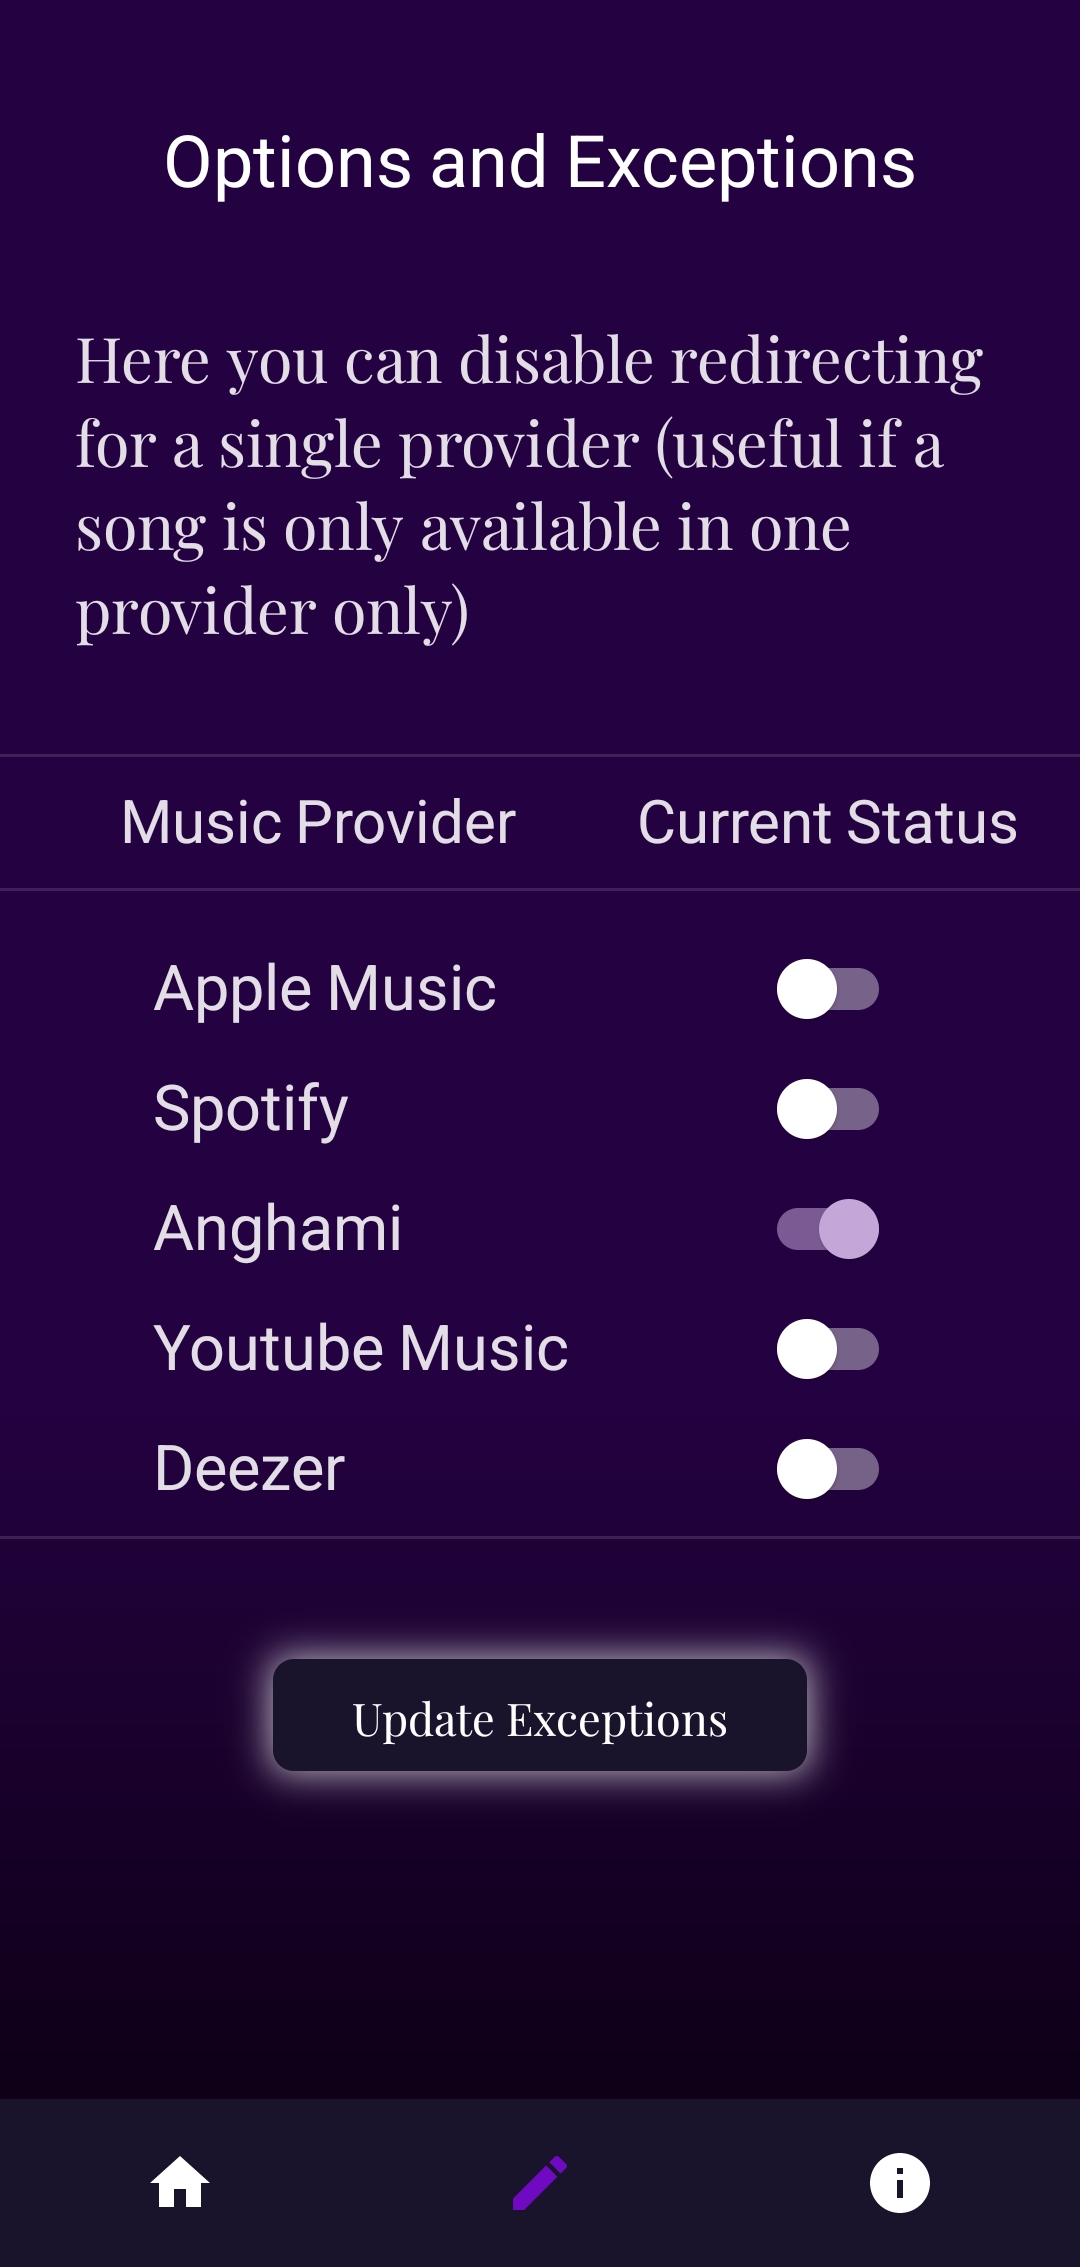 Options and Exceptions
Here you can disable redirecting
for a single provider (useful if a
song is only available in one
provider only)
Music Provider Current Status
Apple Music
Spotify
Anghami
Youtube Music
Deezer
Update Exceptions